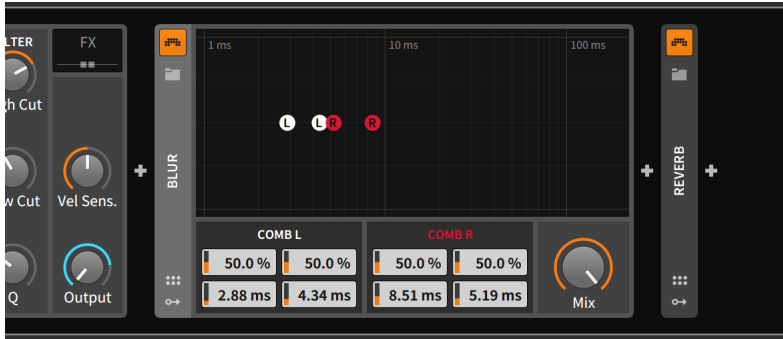 LTER
FX
gh Cut
w Cut
Vel Sens.
Q
Output
BLUR
1 ms
10 ms
100 ms
L
L
R
R
COMB L
COMB R
50.0 %
50.0 %
50.0 %
50.0 %
2.88 ms
4.34 ms
8.51 ms
5.19 ms
Mix
REVERB